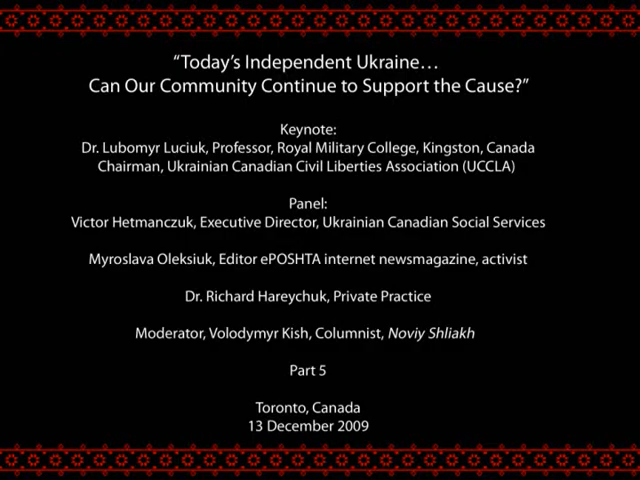 “Today’s Independent Ukraine…
Can Our Community Continue to Support the Cause?”
Keynote:
Dr. Lubomyr Luciuk, Professor, Royal Military College, Kingston, Canada
Chairman, Ukrainian Canadian Civil Liberties Association (UCCLA)
Panel:
Victor Hetmanczuk, Executive Director, Ukrainian Canadian Social Services
Myroslava Oleksiuk, Editor ePOSHTA internet newsmagazine, activist
Dr. Richard Hareychuk, Private Practice
Moderator, Volodymyr Kish, Columnist, Noviy Shliakh
Part 5
Toronto, Canada
13 December 2009